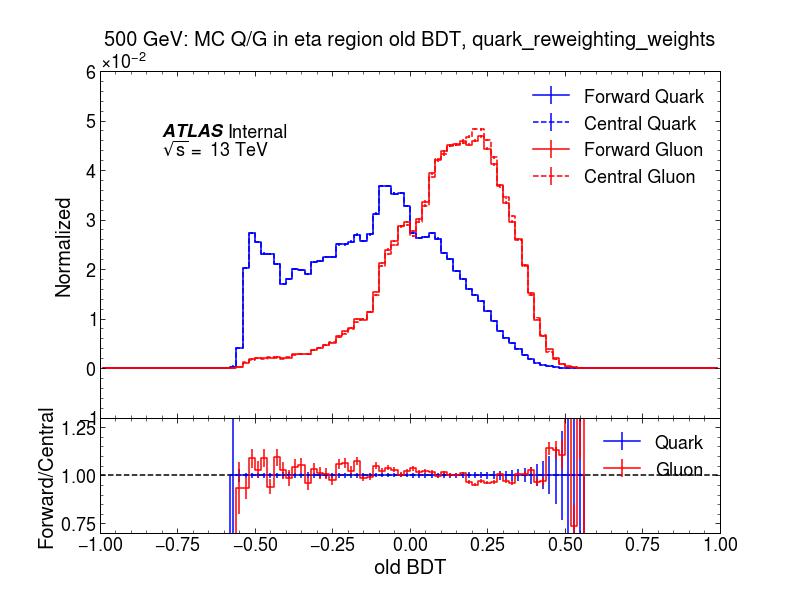 500 GeV: MC Q/G in eta region old BDT, quark_reweighting_weights
×10⁻²
6
5
4
3
2
1
0
−1
Normalized
ATLAS Internal
√s = 13 TeV
Forward Quark
Central Quark
Forward Gluon
Central Gluon
Forward/Central
1.25
1.00
0.75
Quark
Gluon
−1.00 −0.75 −0.50 −0.25 0.00 0.25 0.50 0.75 1.00
old BDT